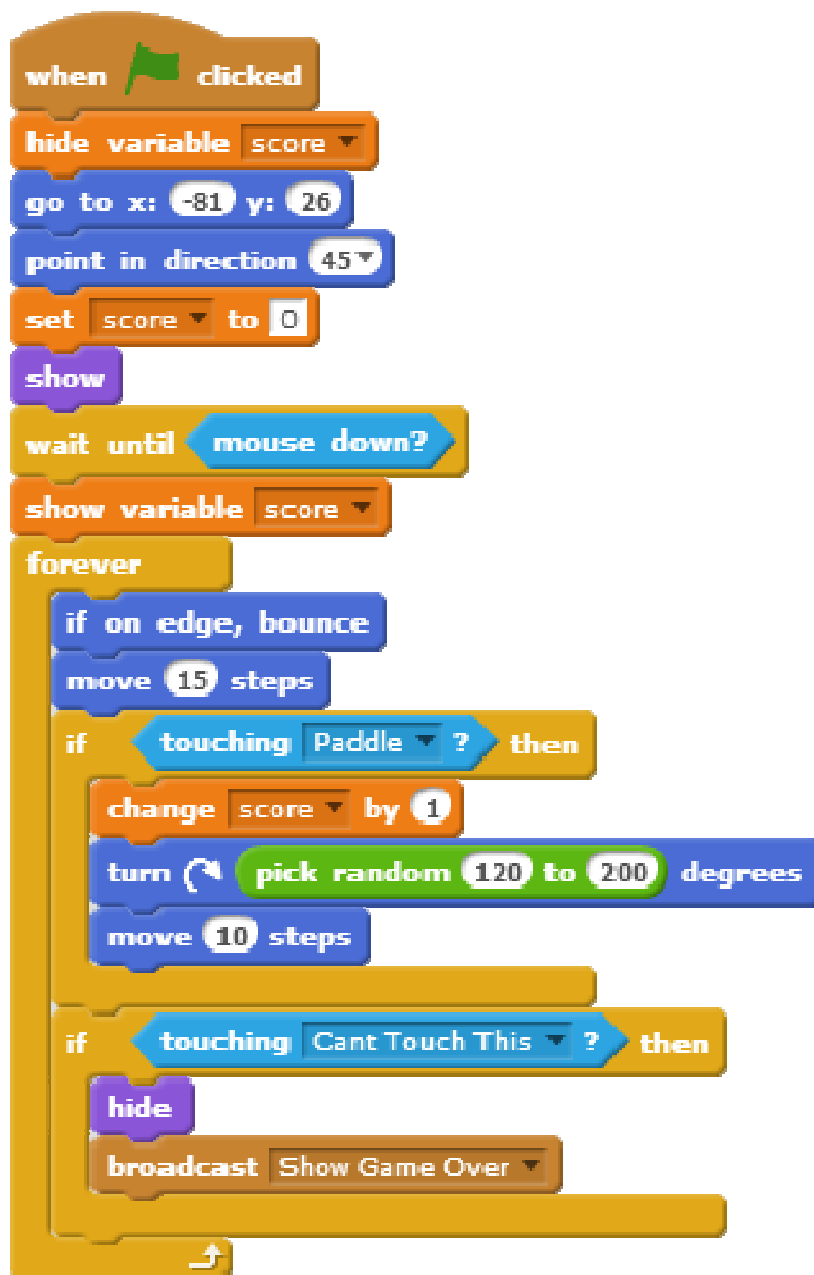 when clicked
hide variable score
go to x: -81 y: 26
point in direction 45
set score to 0
show
wait until mouse down?
show variable score
forever
if on edge, bounce
move 15 steps
if touching Paddle ? then
change score by 1
turn pick random 120 to 200 degrees
move 10 steps
if touching Cant Touch This ? then
hide
broadcast Show Game Over